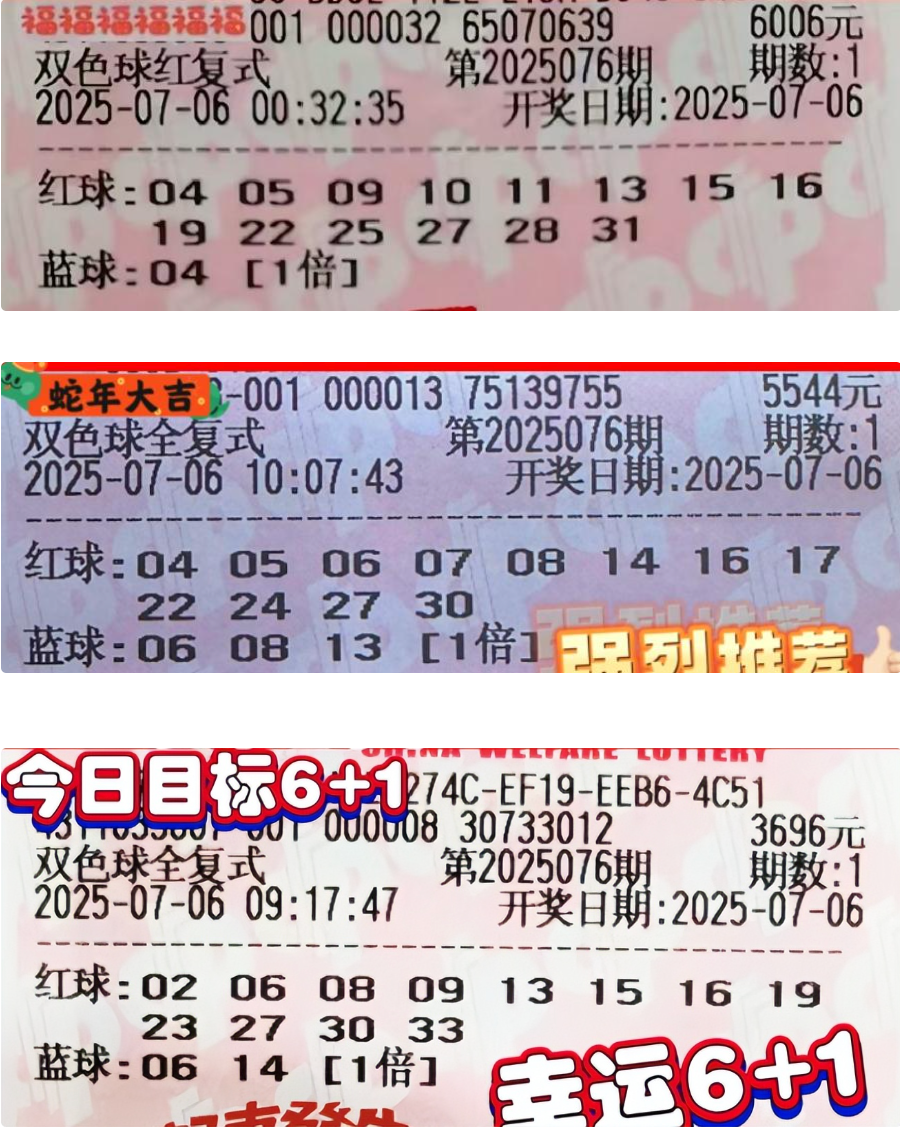 福福福福福福
001 000032 65070639 6006元
双色球红复式 第2025076期 期数:1
2025-07-06 00:32:35 开奖日期:2025-07-06
红球:04 05 09 10 11 13 15 16
19 22 25 27 28 31
蓝球:04 [1倍]
蛇年大吉
-001 000013 75139755 5544元
双色球全复式 第2025076期 期数:1
2025-07-06 10:07:43 开奖日期:2025-07-06
红球:04 05 06 07 08 14 16 17
22 24 27 30
蓝球:06 08 13 [1倍]
强烈推荐
强烈推荐
CHINA WELFARE LOTTERY
今日目标6+1
274C-EF19-EEB6-4C51
001 000008 30733012 3696元
双色球全复式 第2025076期 期数:1
2025-07-06 09:17:47 开奖日期:2025-07-06
红球:02 06 08 09 13 15 16 19
23 27 30 33
蓝球:06 14 [1倍]
幸运6+1